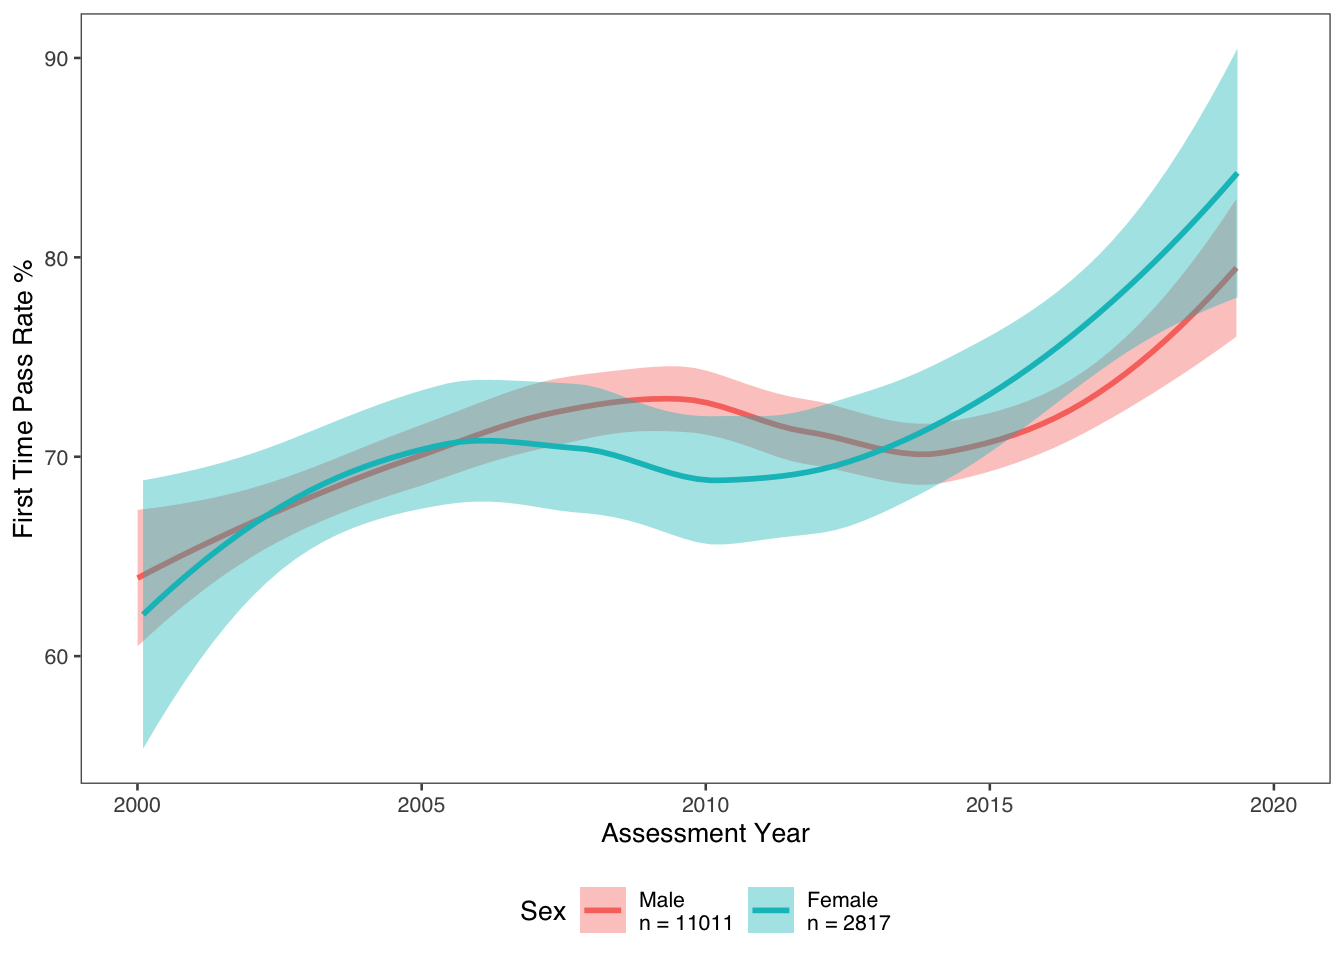 90
80
70
60
First Time Pass Rate %
2000 2005 2010 2015 2020
Assessment Year
Sex
Male
n = 11011
Female
n = 2817